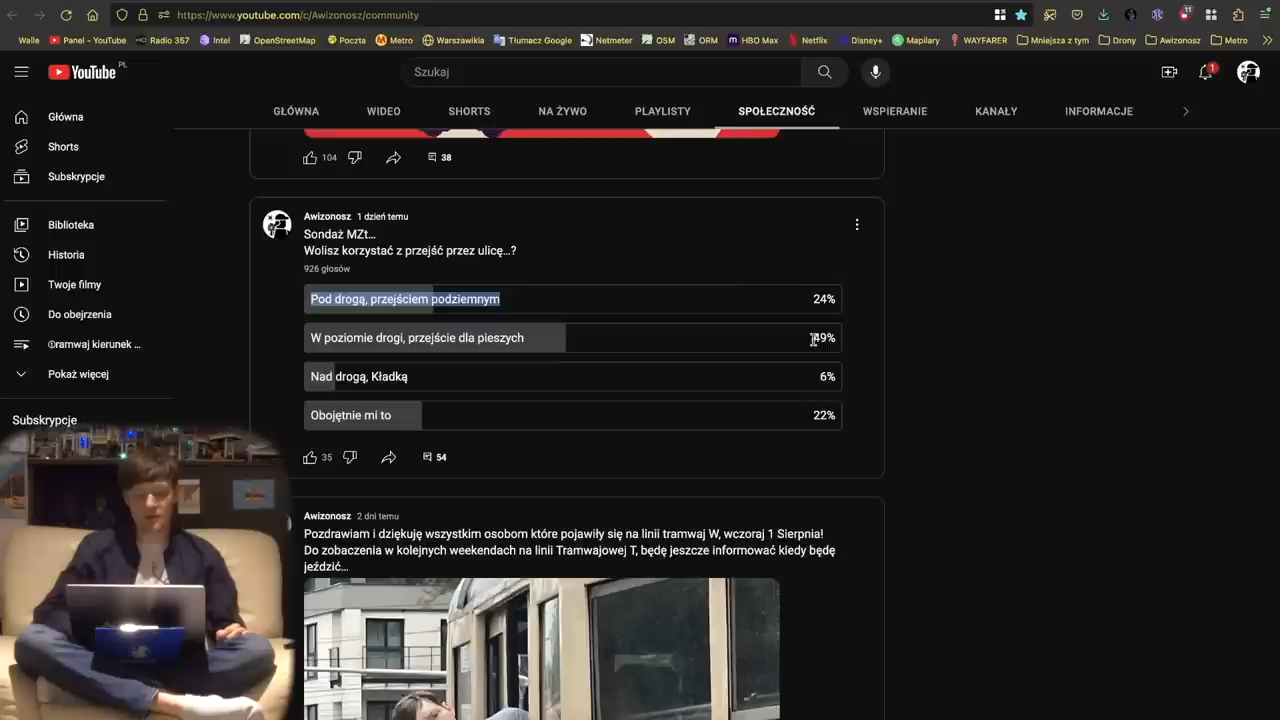 https://www.youtube.com/c/Awizonosz/community
11
Walle
Panel - YouTube
Radio 357
Intel
OpenStreetMap
Poczta
Metro
Warszawikia
Tłumacz Google
Netmeter
OSM
ORM
HBO Max
Netflix
Disney+
Mapilary
WAYFARER
Mniejsza z tym
Drony
Awizonosz
Metro
YouTube PL
Szukaj
1
GŁÓWNA
WIDEO
SHORTS
NA ŻYWO
PLAYLISTY
SPOŁECZNOŚĆ
WSPIERANIE
KANAŁY
INFORMACJE
Główna
Shorts
Subskrypcje
Biblioteka
Historia
Twoje filmy
Do obejrzenia
🄯ramwaj kierunek ...
Pokaż więcej
Subskrypcje
104
38
Awizonosz 1 dzień temu
Sondaż MZt...
Wolisz korzystać z przejść przez ulicę...?
926 głosów
Pod drogą, przejściem podziemnym 24%
W poziomie drogi, przejście dla pieszych 49%
Nad drogą, Kładką 6%
Obojętnie mi to 22%
35
54
Awizonosz 2 dni temu
Pozdrawiam i dziękuję wszystkim osobom które pojawiły się na linii tramwaj W, wczoraj 1 Sierpnia!
Do zobaczenia w kolejnych weekendach na linii Tramwajowej T, będę jeszcze informować kiedy będę
jeździć...